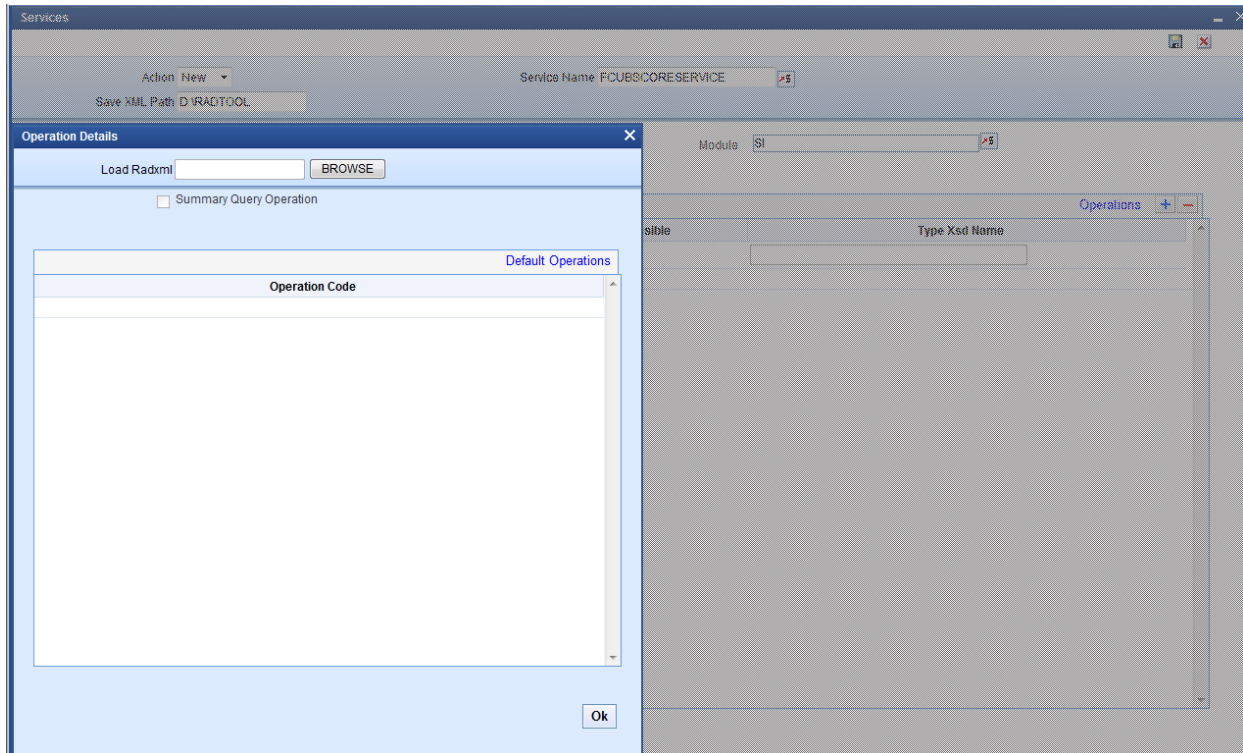 Services
Action New
Service Name FCUBSCORESERVICE
Save XML Path D:\RADTOOL
Operation Details
Module SI
Load Radxml BROWSE
Summary Query Operation
Operations
sible Type Xsd Name
Default Operations
Operation Code
Ok